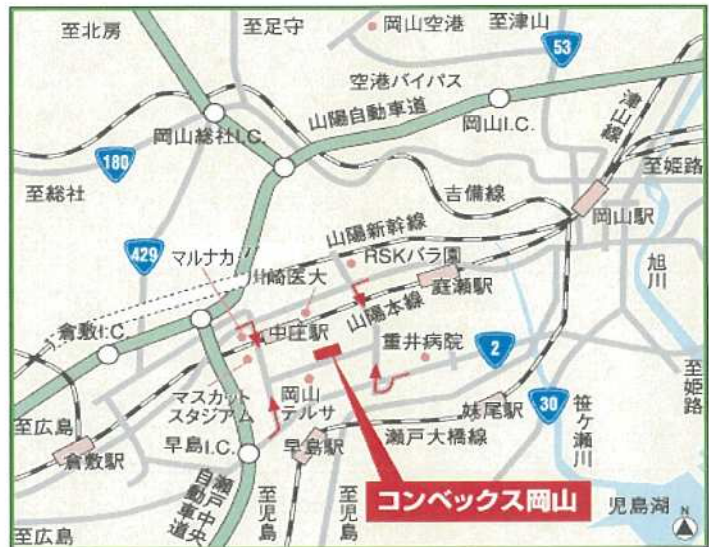 至北房
至足守
岡山空港
至津山
53
空港バイパス
山陽自動車道
岡山総社I.C.
岡山I.C.
津山線
180
至総社
至姫路
吉備線
岡山駅
山陽新幹線
429
マルナカ
RSKバラ園
川崎医大
庭瀬駅
旭川
山陽本線
倉敷I.C.
中庄駅
重井病院
2
至姫路
マスカット
スタジアム
岡山
テルサ
妹尾駅
30
笹ヶ瀬川
至広島
倉敷駅
早島I.C.
早島駅
瀬戸大橋線
瀬戸中央
自動車道
至児島
至児島
コンベックス岡山
児島湖
N
至広島